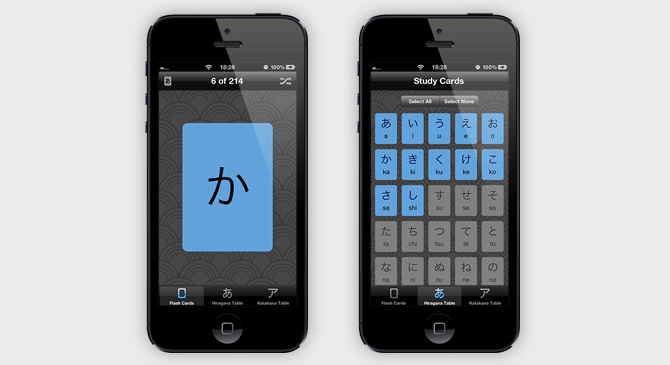 18:28
100%
6 of 214
か
Flash Cards
あ
Hiragana Table
ア
Katakana Table
18:28
100%
Study Cards
Select All
Select None
あ い う え お
a i u e o
か き く け こ
ka ki ku ke ko
さ し す せ そ
sa shi su se so
た ち つ て と
ta chi tsu te to
な に ぬ ね の
na ni nu ne no
Flash Cards
あ
Hiragana Table
ア
Katakana Table